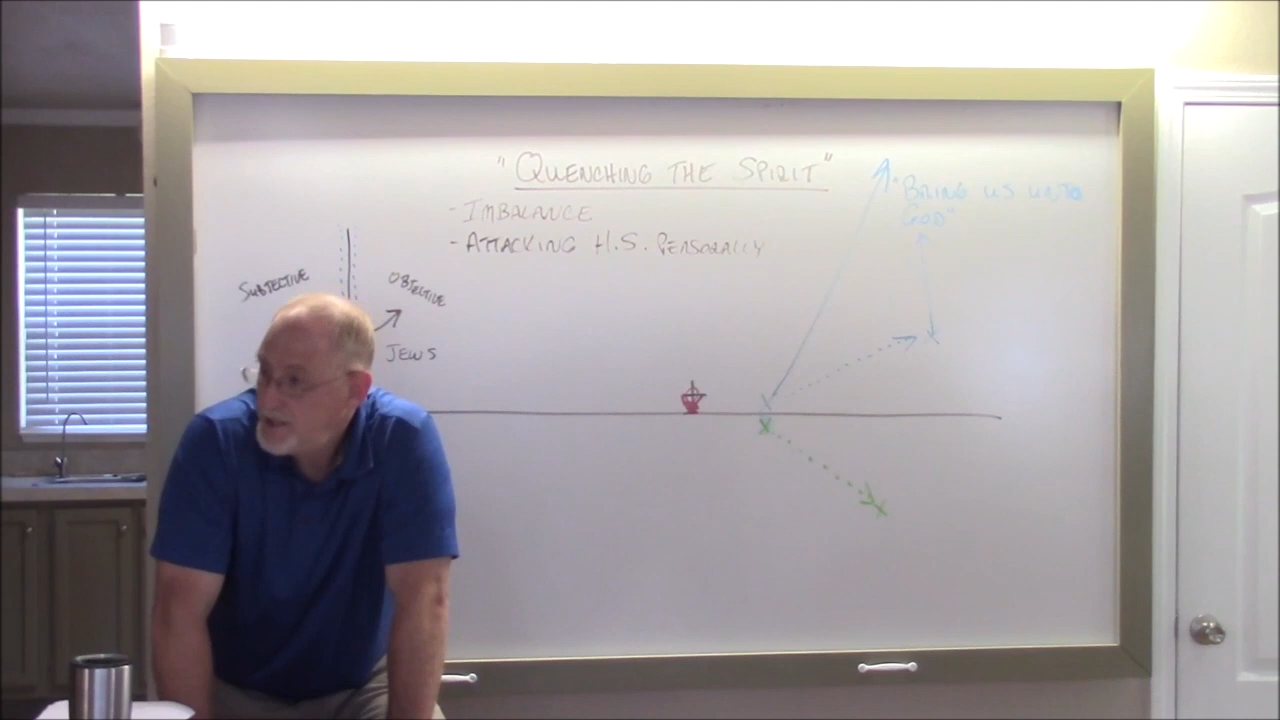 "QUENCHING THE SPIRIT"
- IMBALANCE
- ATTACKING H.S. PERSONALLY
"BRING US UNTO
GOD"
SUBJECTIVE
OBJECTIVE
JEWS